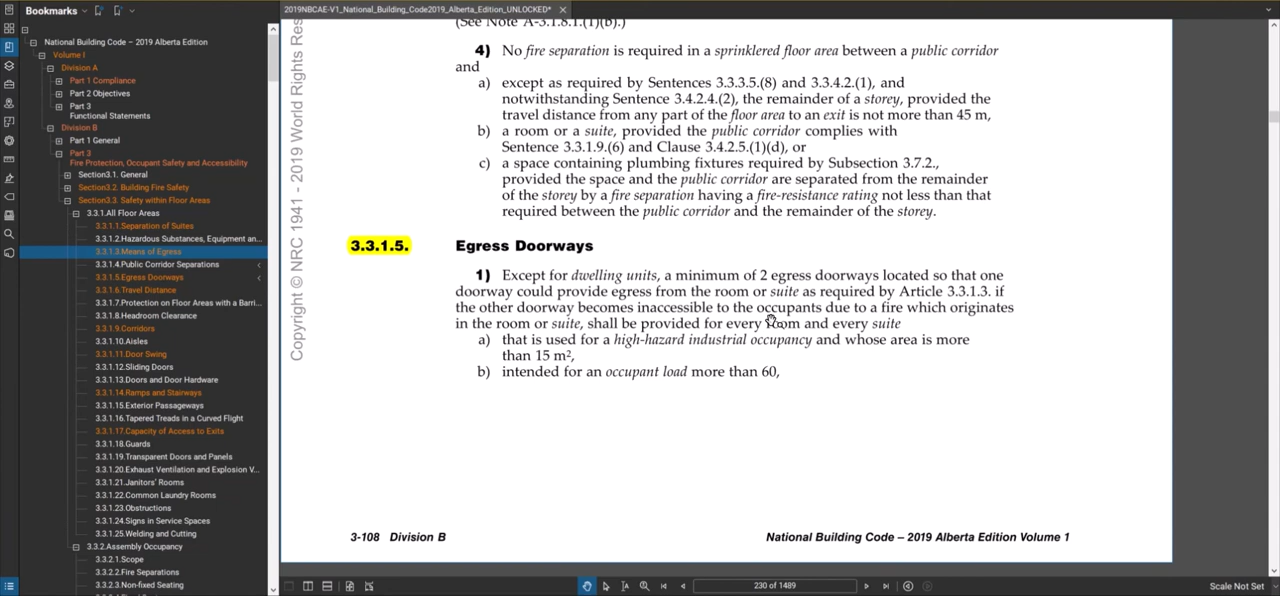 Bookmarks
2019NBCAE-V1_National_Building_Code2019_Alberta_Edition_UNLOCKED*
National Building Code – 2019 Alberta Edition
Volume I
Division A
Part 1 Compliance
Part 2 Objectives
Part 3
Functional Statements
Division B
Part 1 General
Part 3
Fire Protection, Occupant Safety and Accessibility
Section3.1. General
Section3.2. Building Fire Safety
Section3.3. Safety within Floor Areas
3.3.1.All Floor Areas
3.3.1.1.Separation of Suites
3.3.1.2.Hazardous Substances, Equipment an...
3.3.1.3.Means of Egress
3.3.1.4.Public Corridor Separations
3.3.1.5.Egress Doorways
3.3.1.6.Travel Distance
3.3.1.7.Protection on Floor Areas with a Barri...
3.3.1.8.Headroom Clearance
3.3.1.9.Corridors
3.3.1.10.Aisles
3.3.1.11.Door Swing
3.3.1.12.Sliding Doors
3.3.1.13.Doors and Door Hardware
3.3.1.14.Ramps and Stairways
3.3.1.15.Exterior Passageways
3.3.1.16.Tapered Treads in a Curved Flight
3.3.1.17.Capacity of Access to Exits
3.3.1.18.Guards
3.3.1.19.Transparent Doors and Panels
3.3.1.20.Exhaust Ventilation and Explosion V...
3.3.1.21.Janitors' Rooms
3.3.1.22.Common Laundry Rooms
3.3.1.23.Obstructions
3.3.1.24.Signs in Service Spaces
3.3.1.25.Welding and Cutting
3.3.2.Assembly Occupancy
3.3.2.1.Scope
3.3.2.2.Fire Separations
3.3.2.3.Non-fixed Seating
Copyright © NRC 1941 - 2019 World Rights Res
(See Note A-3.1.8.1.(1)(b).)
4) No fire separation is required in a sprinklered floor area between a public corridor
and
a) except as required by Sentences 3.3.3.5.(8) and 3.3.4.2.(1), and
notwithstanding Sentence 3.4.2.4.(2), the remainder of a storey, provided the
travel distance from any part of the floor area to an exit is not more than 45 m,
b) a room or a suite, provided the public corridor complies with
Sentence 3.3.1.9.(6) and Clause 3.4.2.5.(1)(d), or
c) a space containing plumbing fixtures required by Subsection 3.7.2.,
provided the space and the public corridor are separated from the remainder
of the storey by a fire separation having a fire-resistance rating not less than that
required between the public corridor and the remainder of the storey.
3.3.1.5. Egress Doorways
1) Except for dwelling units, a minimum of 2 egress doorways located so that one
doorway could provide egress from the room or suite as required by Article 3.3.1.3. if
the other doorway becomes inaccessible to the occupants due to a fire which originates
in the room or suite, shall be provided for every room and every suite
a) that is used for a high-hazard industrial occupancy and whose area is more
than 15 m²,
b) intended for an occupant load more than 60,
3-108 Division B
National Building Code – 2019 Alberta Edition Volume 1
230 of 1489
Scale Not Set